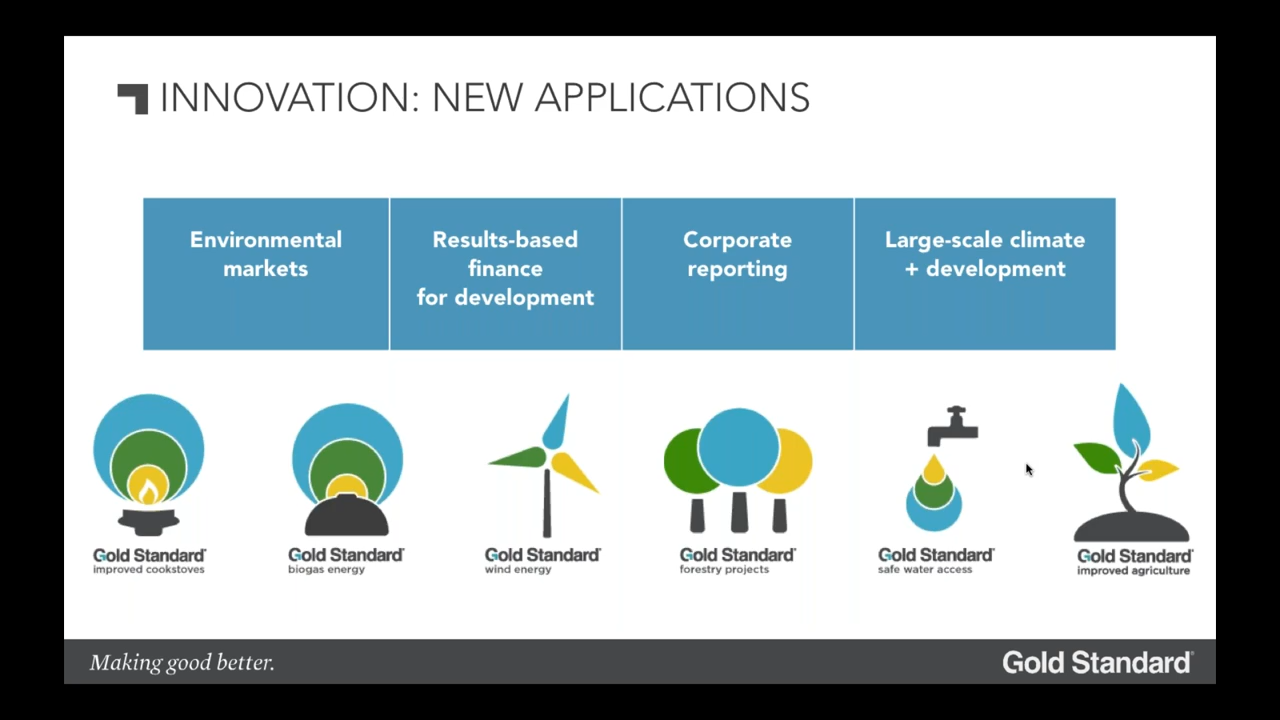 INNOVATION: NEW APPLICATIONS
Environmental
markets
Results-based
finance
for development
Corporate
reporting
Large-scale climate
+ development
Gold Standard®
improved cookstoves
Gold Standard®
biogas energy
Gold Standard®
wind energy
Gold Standard®
forestry projects
Gold Standard®
safe water access
Gold Standard®
improved agriculture
Making good better.
Gold Standard®